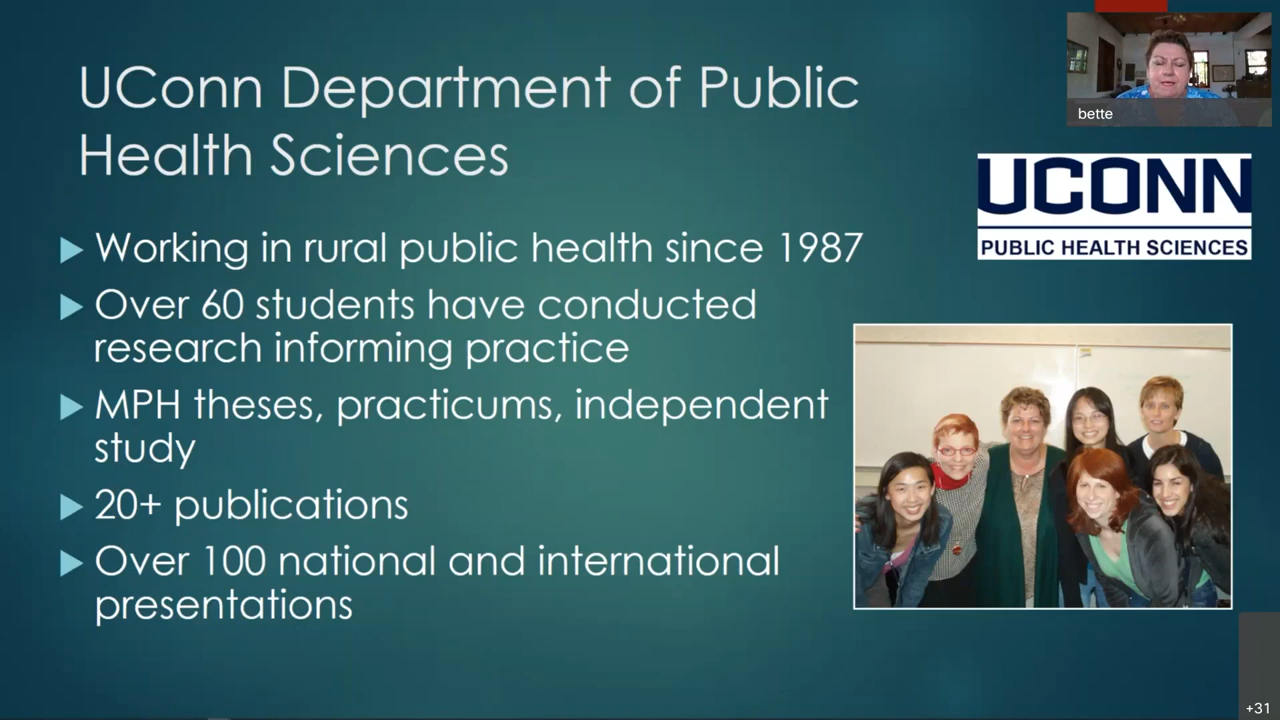 UConn Department of Public
Health Sciences
bette
UCONN
PUBLIC HEALTH SCIENCES
Working in rural public health since 1987
Over 60 students have conducted
research informing practice
MPH theses, practicums, independent
study
20+ publications
Over 100 national and international
presentations
+31